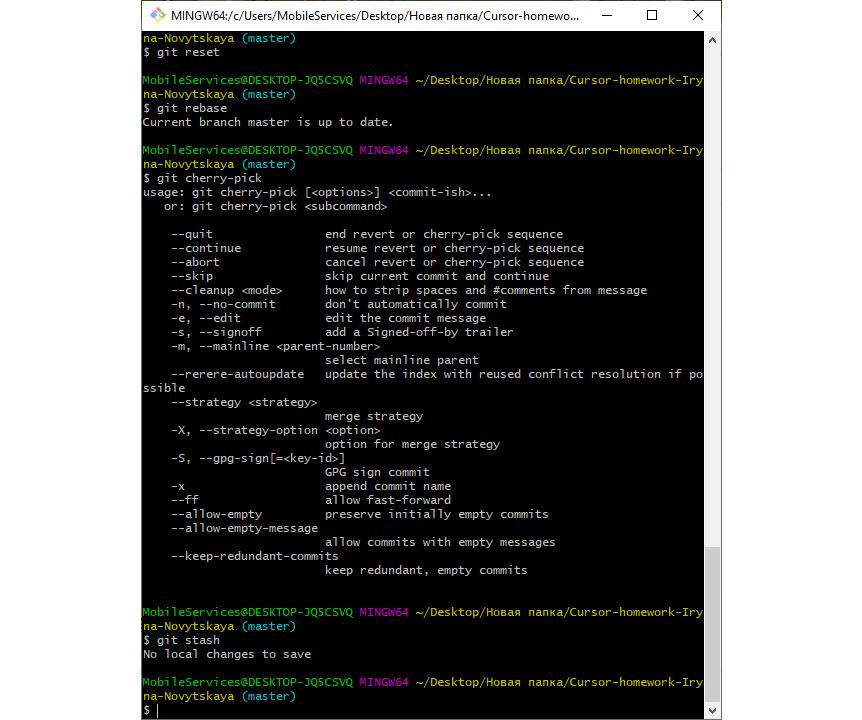 MINGW64:/c/Users/MobileServices/Desktop/Новая папка/Cursor-homewo...
na-Novytskaya (master)
$ git reset
MobileServices@DESKTOP-JQ5CSVQ MINGW64 ~/Desktop/Новая папка/Cursor-homework-Iry
na-Novytskaya (master)
$ git rebase
Current branch master is up to date.
MobileServices@DESKTOP-JQ5CSVQ MINGW64 ~/Desktop/Новая папка/Cursor-homework-Iry
na-Novytskaya (master)
$ git cherry-pick
usage: git cherry-pick [<options>] <commit-ish>...
   or: git cherry-pick <subcommand>
    --quit                end revert or cherry-pick sequence
    --continue            resume revert or cherry-pick sequence
    --abort               cancel revert or cherry-pick sequence
    --skip                skip current commit and continue
    --cleanup <mode>      how to strip spaces and #comments from message
    -n, --no-commit       don't automatically commit
    -e, --edit            edit the commit message
    -s, --signoff         add a Signed-off-by trailer
    -m, --mainline <parent-number>
                          select mainline parent
    --rerere-autoupdate   update the index with reused conflict resolution if po
ssible
    --strategy <strategy>
                          merge strategy
    -X, --strategy-option <option>
                          option for merge strategy
    -S, --gpg-sign[=<key-id>]
                          GPG sign commit
    -x                    append commit name
    --ff                  allow fast-forward
    --allow-empty         preserve initially empty commits
    --allow-empty-message
                          allow commits with empty messages
    --keep-redundant-commits
                          keep redundant, empty commits
MobileServices@DESKTOP-JQ5CSVQ MINGW64 ~/Desktop/Новая папка/Cursor-homework-Iry
na-Novytskaya (master)
$ git stash
No local changes to save
MobileServices@DESKTOP-JQ5CSVQ MINGW64 ~/Desktop/Новая папка/Cursor-homework-Iry
na-Novytskaya (master)
$